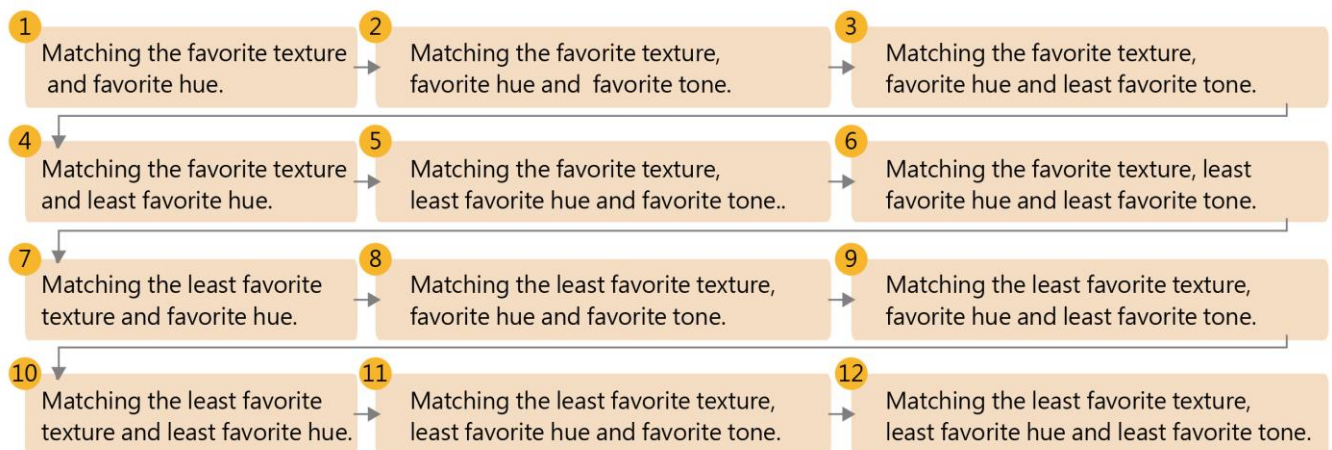 1
Matching the favorite texture
and favorite hue.
2
Matching the favorite texture,
favorite hue and favorite tone.
3
Matching the favorite texture,
favorite hue and least favorite tone.
4
Matching the favorite texture
and least favorite hue.
5
Matching the favorite texture,
least favorite hue and favorite tone..
6
Matching the favorite texture, least
favorite hue and least favorite tone.
7
Matching the least favorite
texture and favorite hue.
8
Matching the least favorite texture,
favorite hue and favorite tone.
9
Matching the least favorite texture,
favorite hue and least favorite tone.
10
Matching the least favorite
texture and least favorite hue.
11
Matching the least favorite texture,
least favorite hue and favorite tone.
12
Matching the least favorite texture,
least favorite hue and least favorite tone.